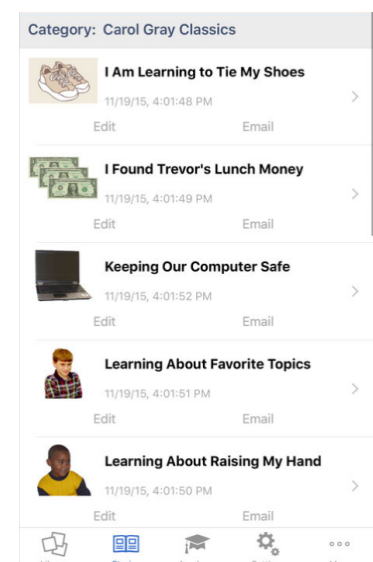 Category: Carol Gray Classics
I Am Learning to Tie My Shoes
11/19/15, 4:01:48 PM
Edit Email
I Found Trevor's Lunch Money
11/19/15, 4:01:49 PM
Edit Email
Keeping Our Computer Safe
11/19/15, 4:01:52 PM
Edit Email
Learning About Favorite Topics
11/19/15, 4:01:51 PM
Edit Email
Learning About Raising My Hand
11/19/15, 4:01:50 PM
Edit Email